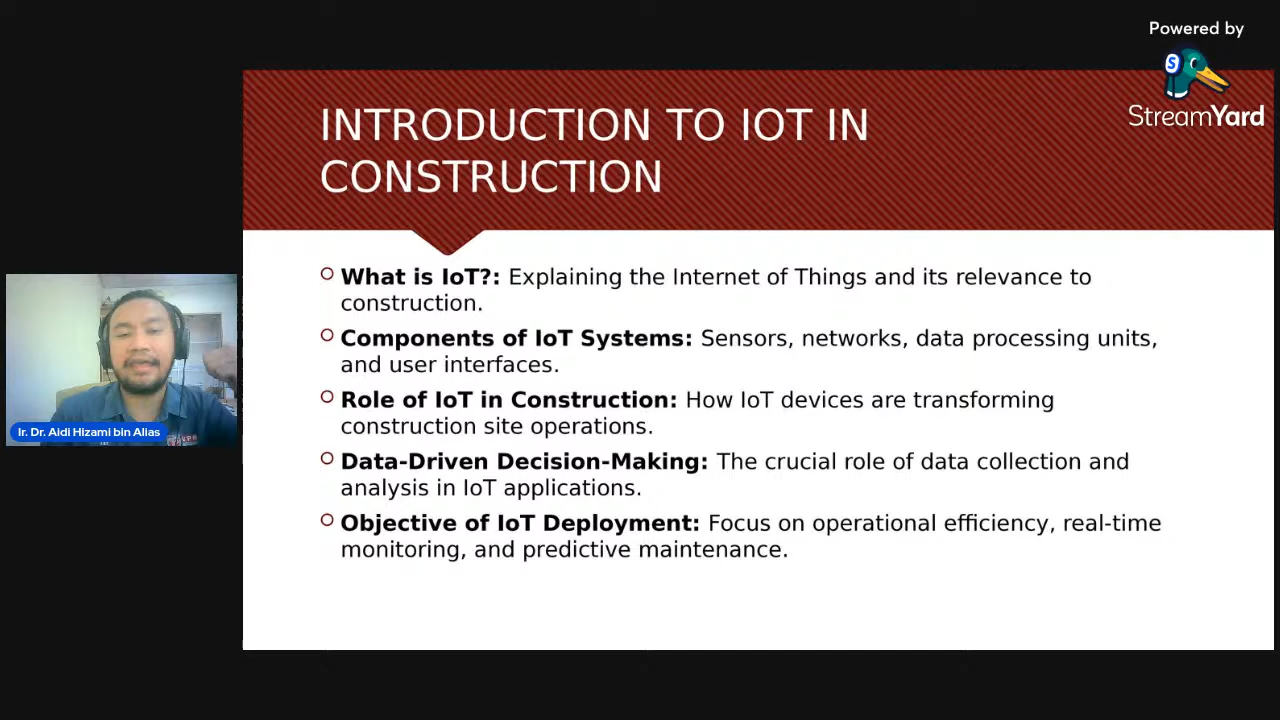 Powered by
StreamYard
INTRODUCTION TO IOT IN
CONSTRUCTION
What is IoT?: Explaining the Internet of Things and its relevance to
construction.
Components of IoT Systems: Sensors, networks, data processing units,
and user interfaces.
Role of IoT in Construction: How IoT devices are transforming
construction site operations.
Data-Driven Decision-Making: The crucial role of data collection and
analysis in IoT applications.
Objective of IoT Deployment: Focus on operational efficiency, real-time
monitoring, and predictive maintenance.
Ir. Dr. Aidi Hizami bin Alias